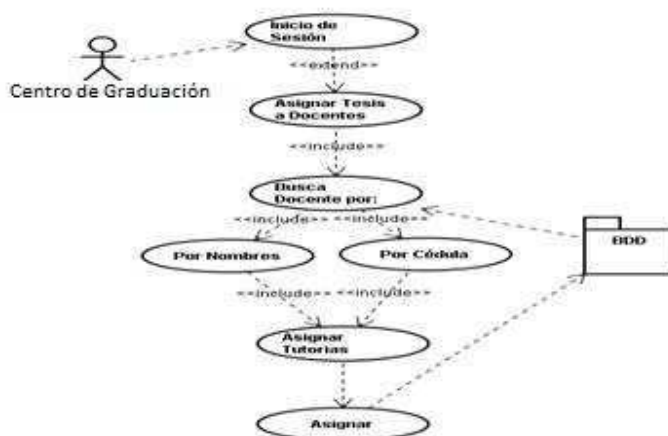 Inicio de
Sesión
<<extend>>
Centro de Graduación
Asignar Tesis
a Docentes
<<include>>
Busca
Docente por:
<<include>> <<include>>
BDD
Por Nombres
Por Cédula
<<include>> <<include>>
Asignar
Tutorias
Asignar